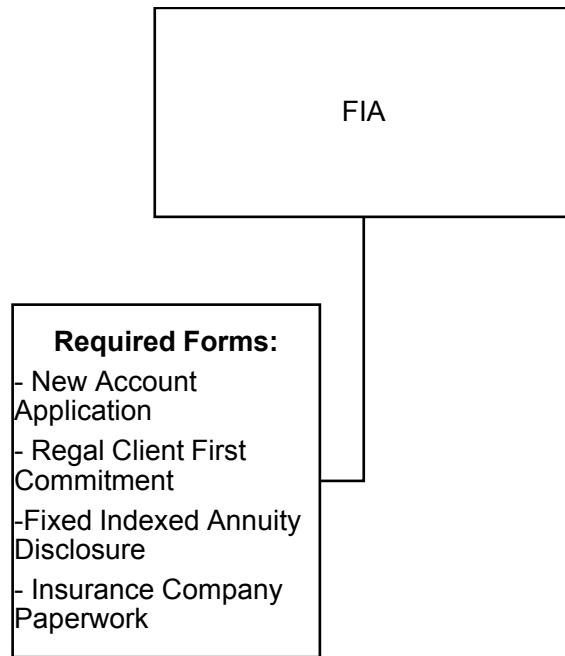 FIA
Required Forms:
- New Account
Application
- Regal Client First
Commitment
-Fixed Indexed Annuity
Disclosure
- Insurance Company
Paperwork